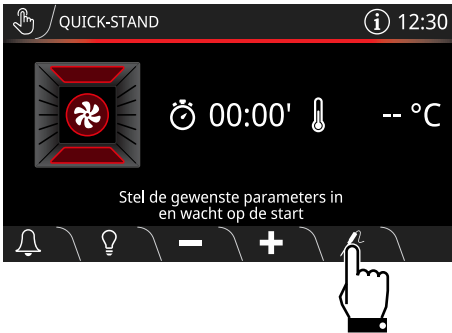 QUICK-STAND
i 12:30
00:00' -- °C
Stel de gewenste parameters in
en wacht op de start